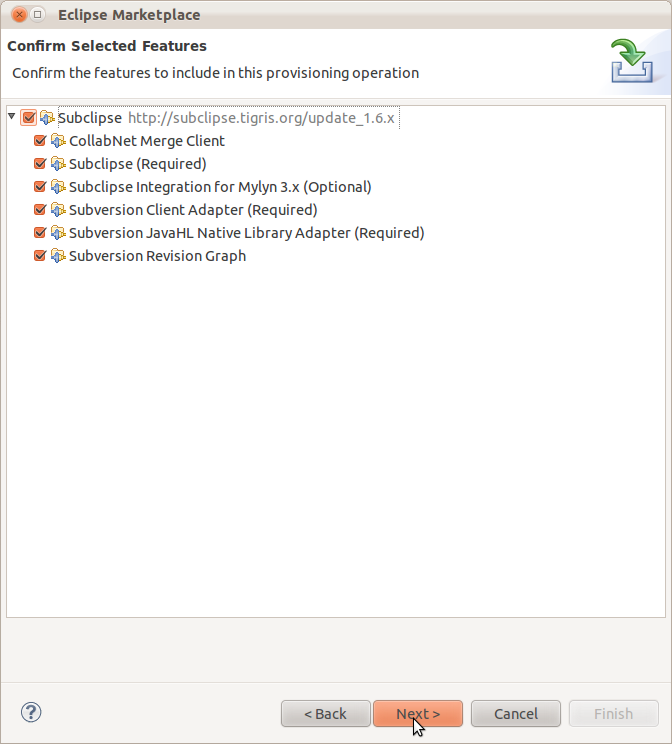 Eclipse Marketplace
Confirm Selected Features
Confirm the features to include in this provisioning operation
Subclipse http://subclipse.tigris.org/update_1.6.x
CollabNet Merge Client
Subclipse (Required)
Subclipse Integration for Mylyn 3.x (Optional)
Subversion Client Adapter (Required)
Subversion JavaHL Native Library Adapter (Required)
Subversion Revision Graph
? < Back Next > Cancel Finish